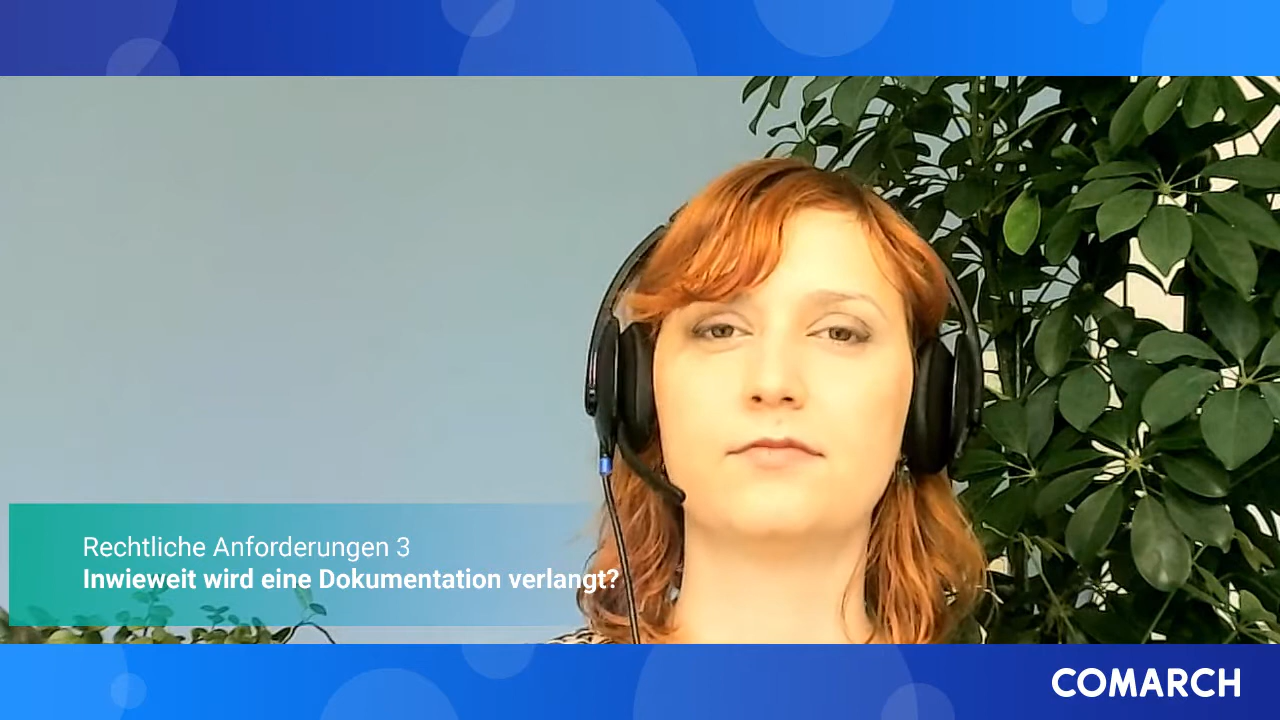 Rechtliche Anforderungen 3
Inwieweit wird eine Dokumentation verlangt?
COMARCH